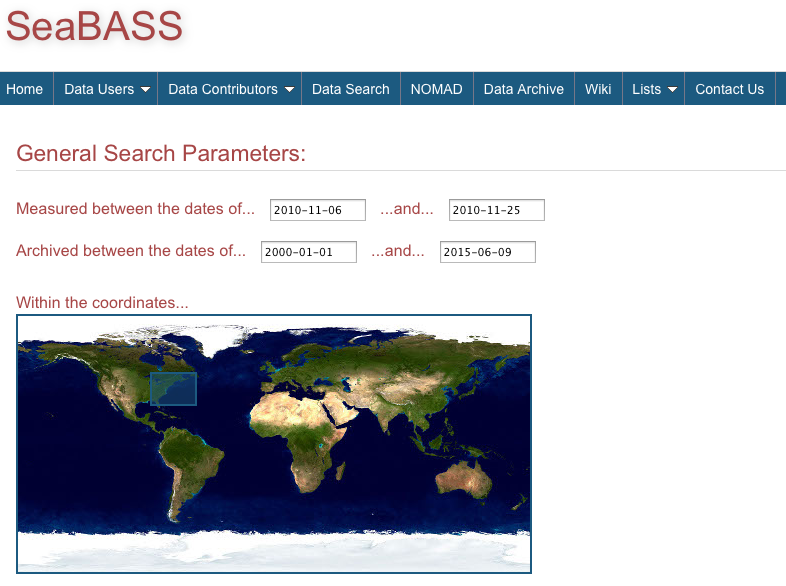 SeaBASS
Home Data Users Data Contributors Data Search NOMAD Data Archive Wiki Lists Contact Us
General Search Parameters:
Measured between the dates of... 2010-11-06 ...and... 2010-11-25
Archived between the dates of... 2000-01-01 ...and... 2015-06-09
Within the coordinates...